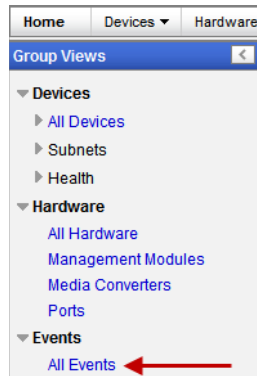 Home Devices Hardware
Group Views
Devices
All Devices
Subnets
Health
Hardware
All Hardware
Management Modules
Media Converters
Ports
Events
All Events